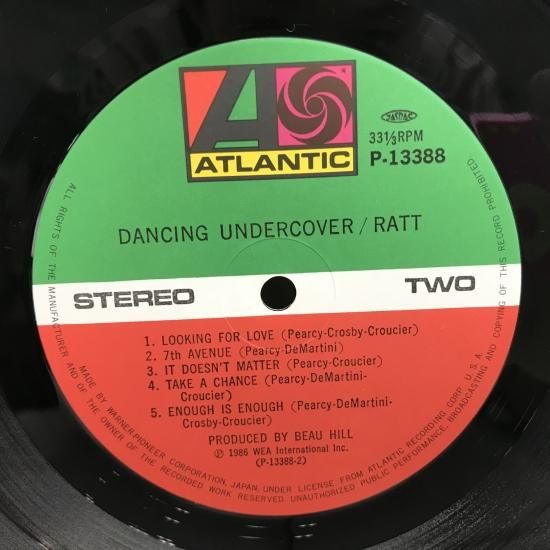 ATLANTIC
JASRAC
33⅓RPM
P-13388
DANCING UNDERCOVER / RATT
STEREO
TWO
1. LOOKING FOR LOVE (Pearcy-Crosby-Croucier)
2. 7th AVENUE (Pearcy-DeMartini)
3. IT DOESN'T MATTER (Pearcy-Croucier)
4. TAKE A CHANCE (Pearcy-DeMartini-
Croucier)
5. ENOUGH IS ENOUGH (Pearcy-DeMartini-
Crosby-Croucier)
PRODUCED BY BEAU HILL
℗ 1986 WEA International Inc.
(P-13388-2)
MADE BY WARNER-PIONEER CORPORATION, JAPAN, UNDER LICENSE FROM ATLANTIC RECORDING CORP. U.S.A.
ALL RIGHTS OF THE MANUFACTURER AND OF THE OWNER OF THE RECORDED WORK RESERVED. UNAUTHORIZED PUBLIC PERFORMANCE, BROADCASTING AND COPYING OF THIS RECORD PROHIBITED.